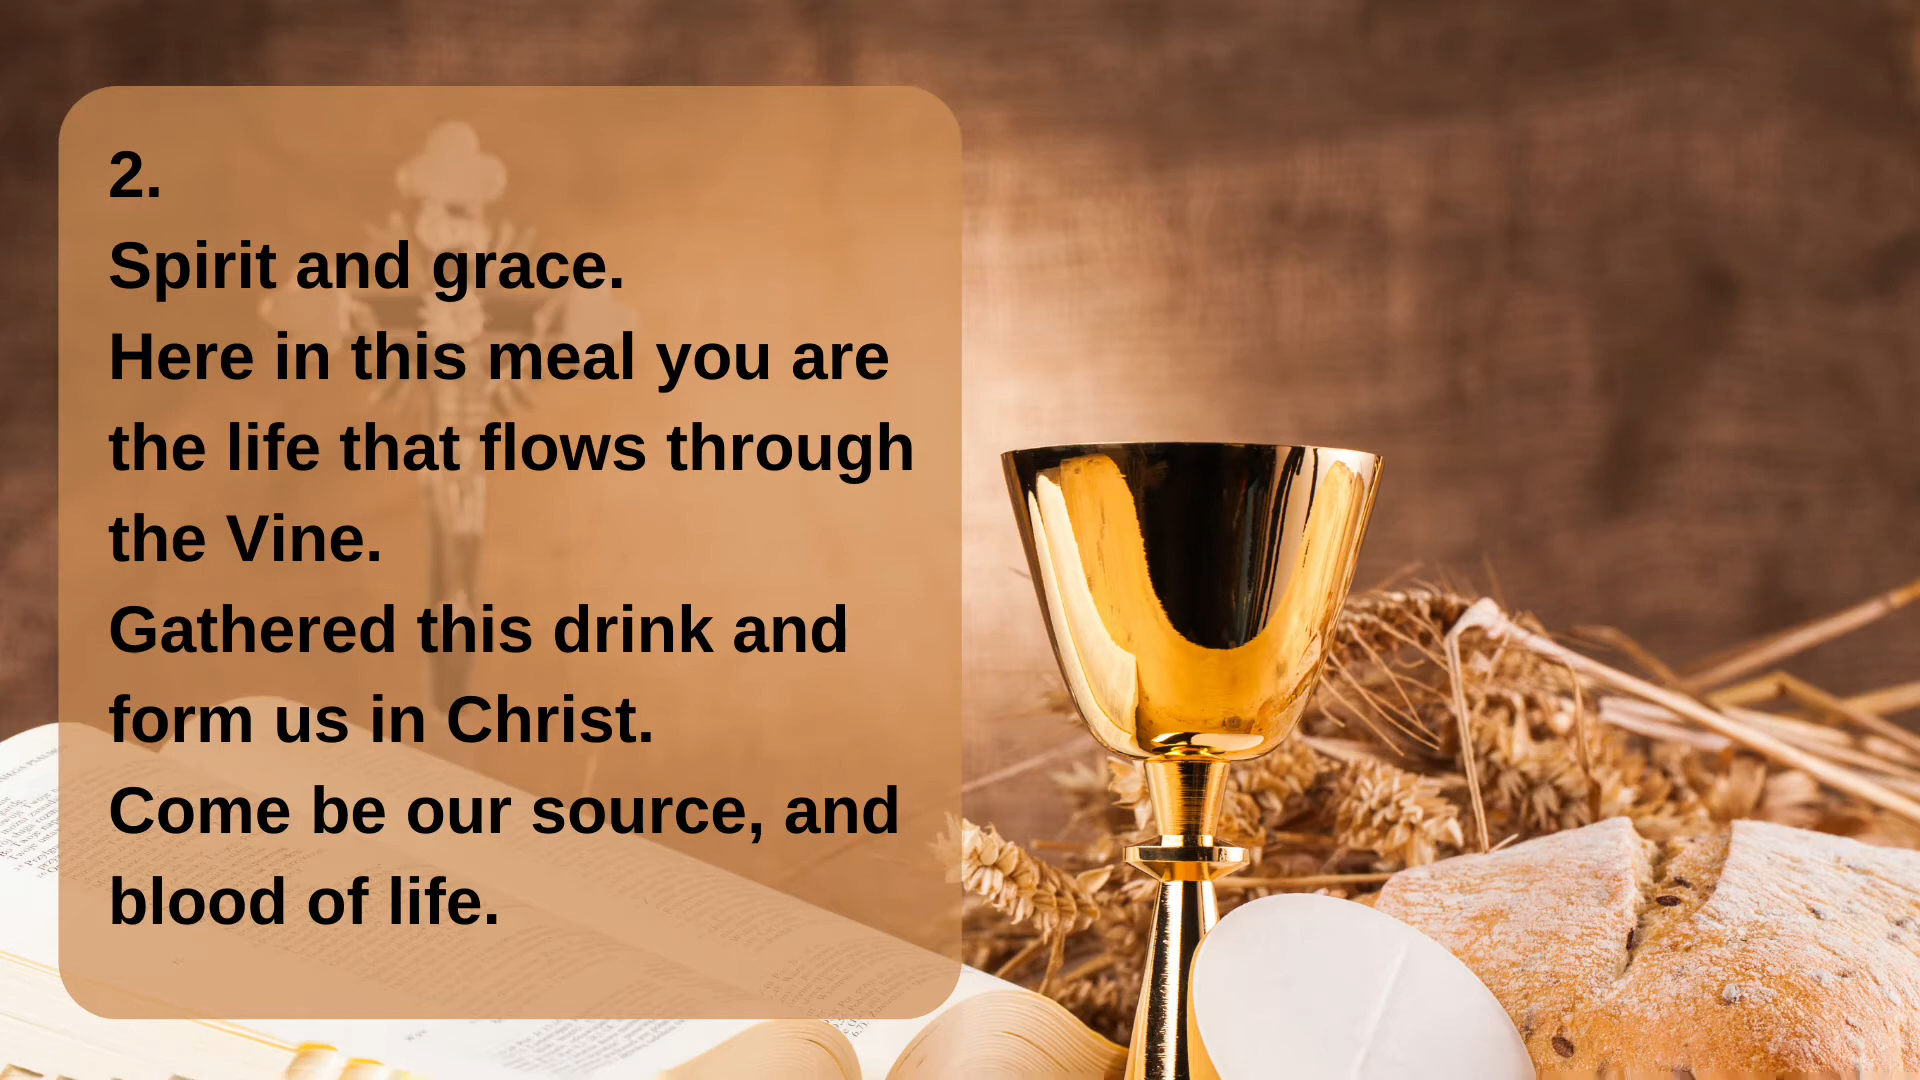 2.
Spirit and grace.
Here in this meal you are
the life that flows through
the Vine.
Gathered this drink and
form us in Christ.
Come be our source, and
blood of life.